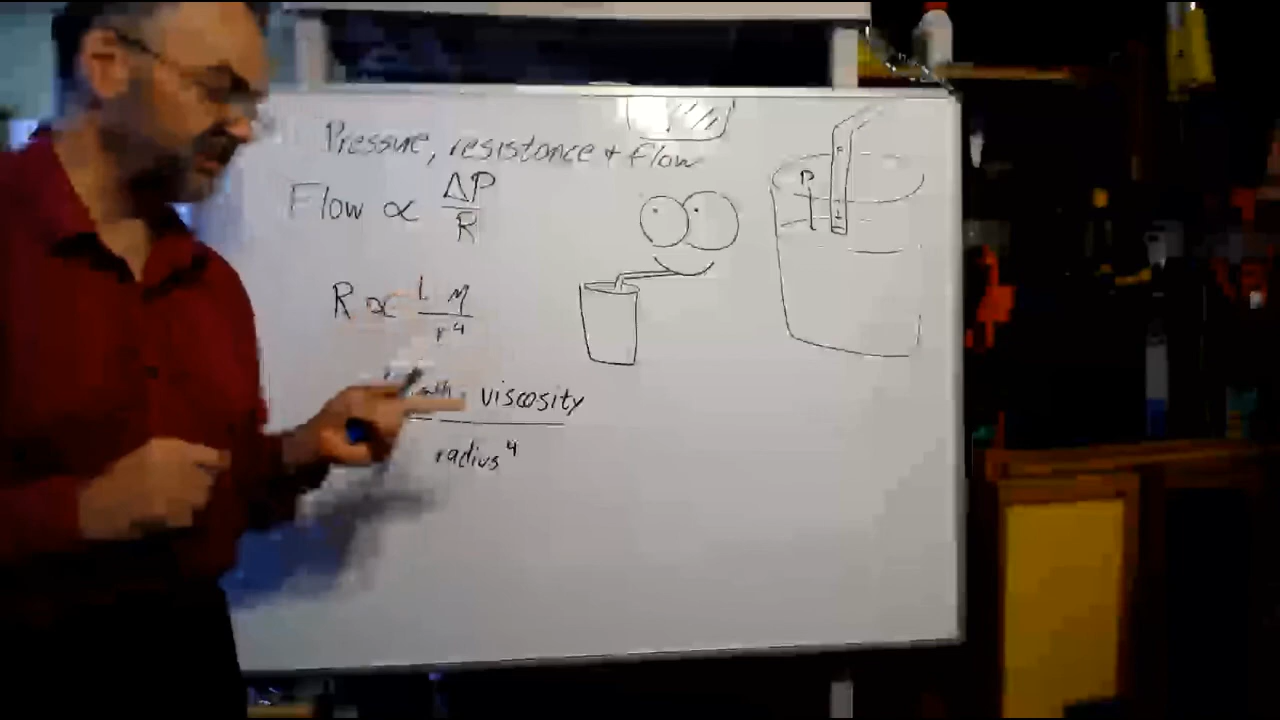 Pressure, resistance + flow
Flow ∝ ΔP
R
R ∝ L η
r⁴
viscosity
radius⁴
P